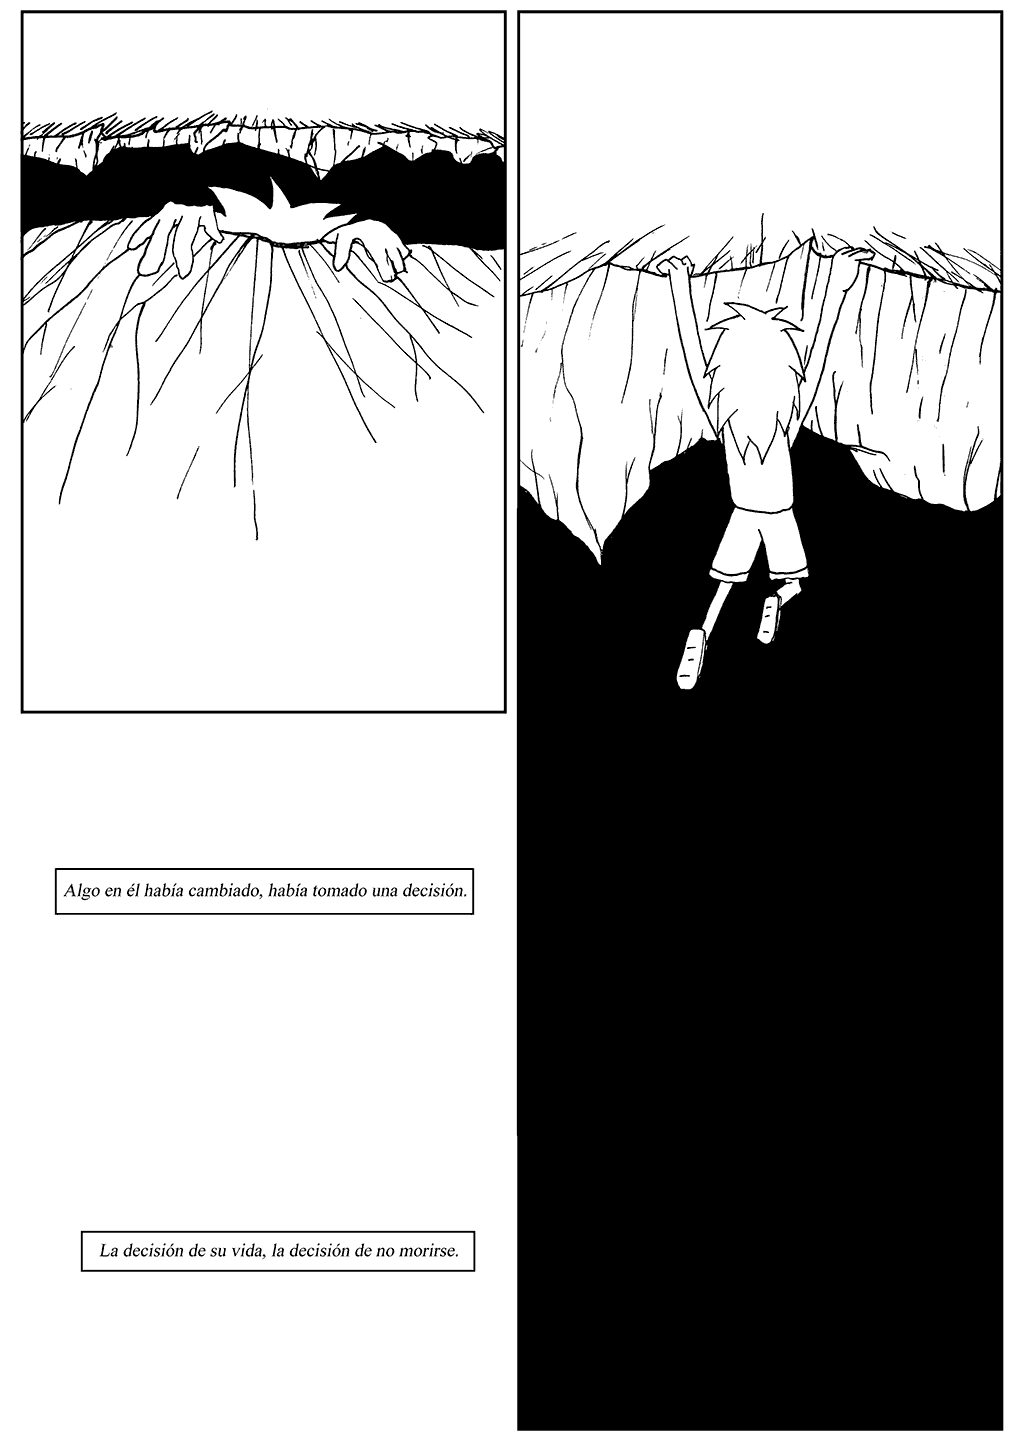 Algo en él había cambiado, había tomado una decisión.
La decisión de su vida, la decisión de no morirse.